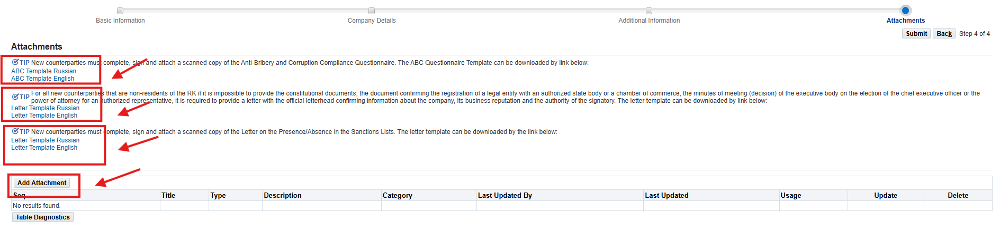 Basic Information
Company Details
Additional Information
Attachments
Submit Back Step 4 of 4
Attachments
TIP New counterparties must complete, sign and attach a scanned copy of the Anti-Bribery and Corruption Compliance Questionnaire. The ABC Questionnaire Template can be downloaded by link below:
ABC Template Russian
ABC Template English
TIP For all new counterparties that are non-residents of the RK if it is impossible to provide the constitutional documents, the document confirming the registration of a legal entity with an authorized state body or a chamber of commerce, the minutes of meeting (decision) of the executive body on the election of the chief executive officer or the
power of attorney for an authorized representative, it is required to provide a letter with the official letterhead confirming information about the company, its business reputation and the authority of the signatory. The letter template can be downloaded by link below:
Letter Template Russian
Letter Template English
TIP New counterparties must complete, sign and attach a scanned copy of the Letter on the Presence/Absence in the Sanctions Lists. The letter template can be downloaded by the link below:
Letter Template Russian
Letter Template English
Add Attachment
Seq Title Type Description Category Last Updated By Last Updated Usage Update Delete
No results found.
Table Diagnostics